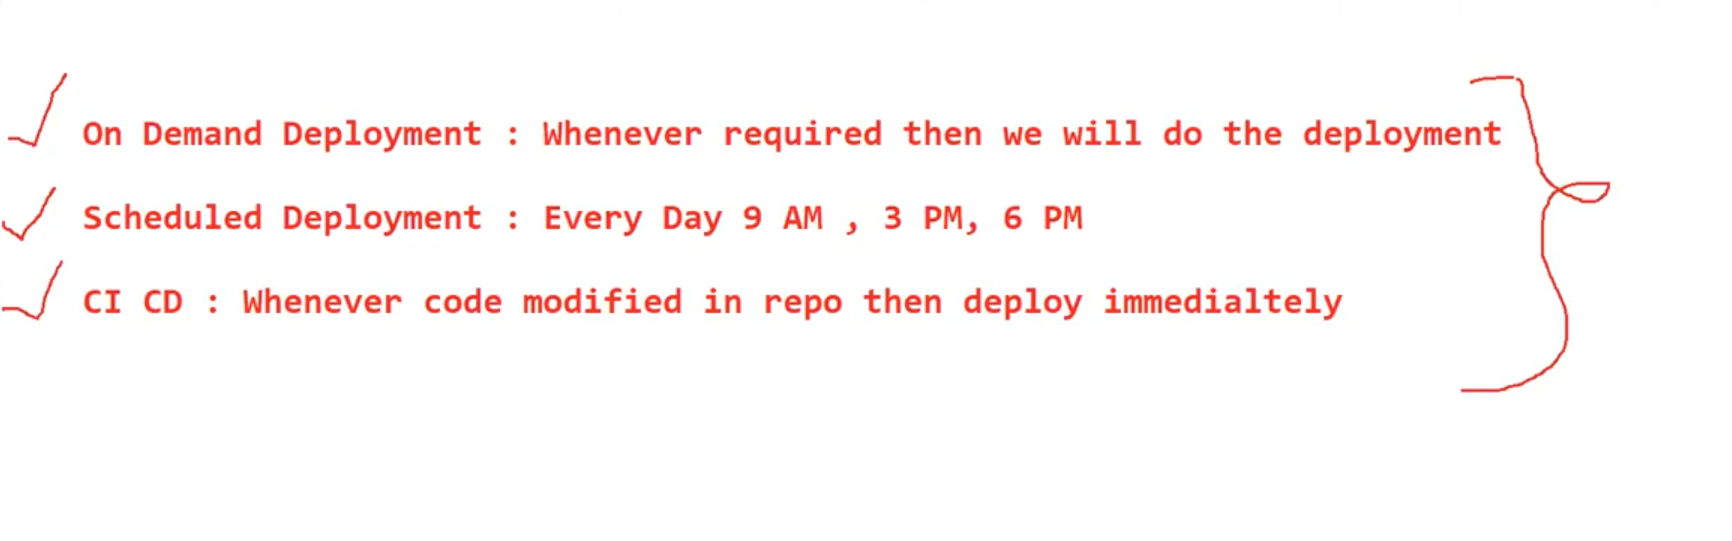 On Demand Deployment : Whenever required then we will do the deployment
Scheduled Deployment : Every Day 9 AM , 3 PM, 6 PM
CI CD : Whenever code modified in repo then deploy immedialtely